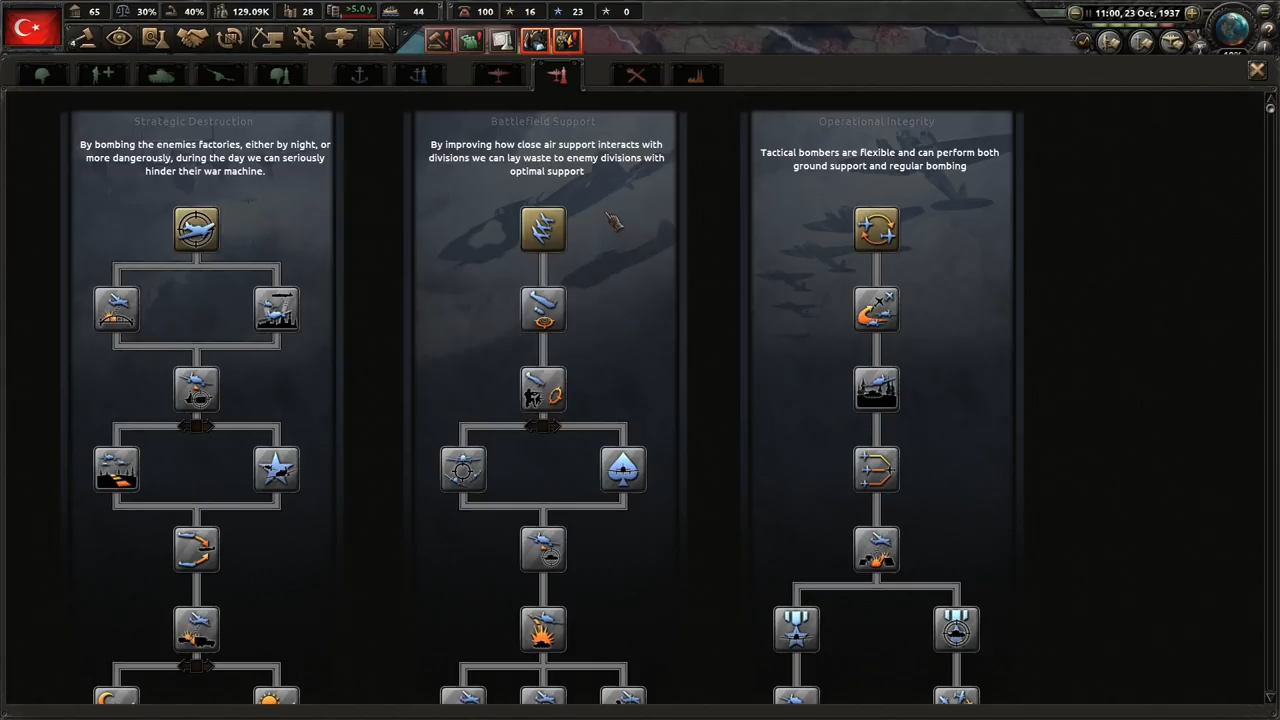 65 30% 40% 129.09K 28 >5.0 y 44 100 16 23 0 11:00, 23 Oct, 1937
Strategic Destruction
By bombing the enemies factories, either by night, or
more dangerously, during the day we can seriously
hinder their war machine.
Battlefield Support
By improving how close air support interacts with
divisions we can lay waste to enemy divisions with
optimal support
Operational Integrity
Tactical bombers are flexible and can perform both
ground support and regular bombing